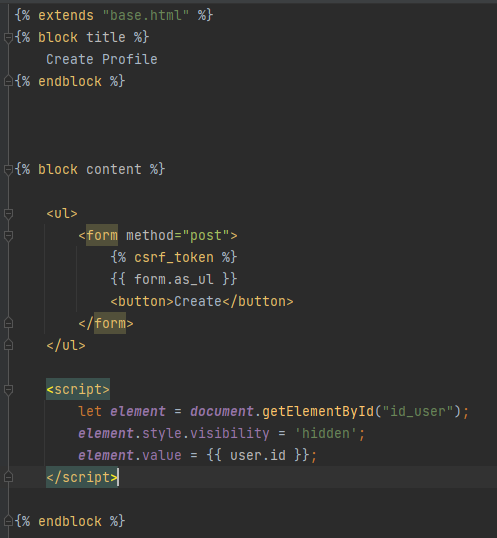 {% extends "base.html" %}
{% block title %}
    Create Profile
{% endblock %}
{% block content %}
    <ul>
        <form method="post">
            {% csrf_token %}
            {{ form.as_ul }}
            <button>Create</button>
        </form>
    </ul>
    <script>
        let element = document.getElementById("id_user");
        element.style.visibility = 'hidden';
        element.value = {{ user.id }};
    </script>
{% endblock %}